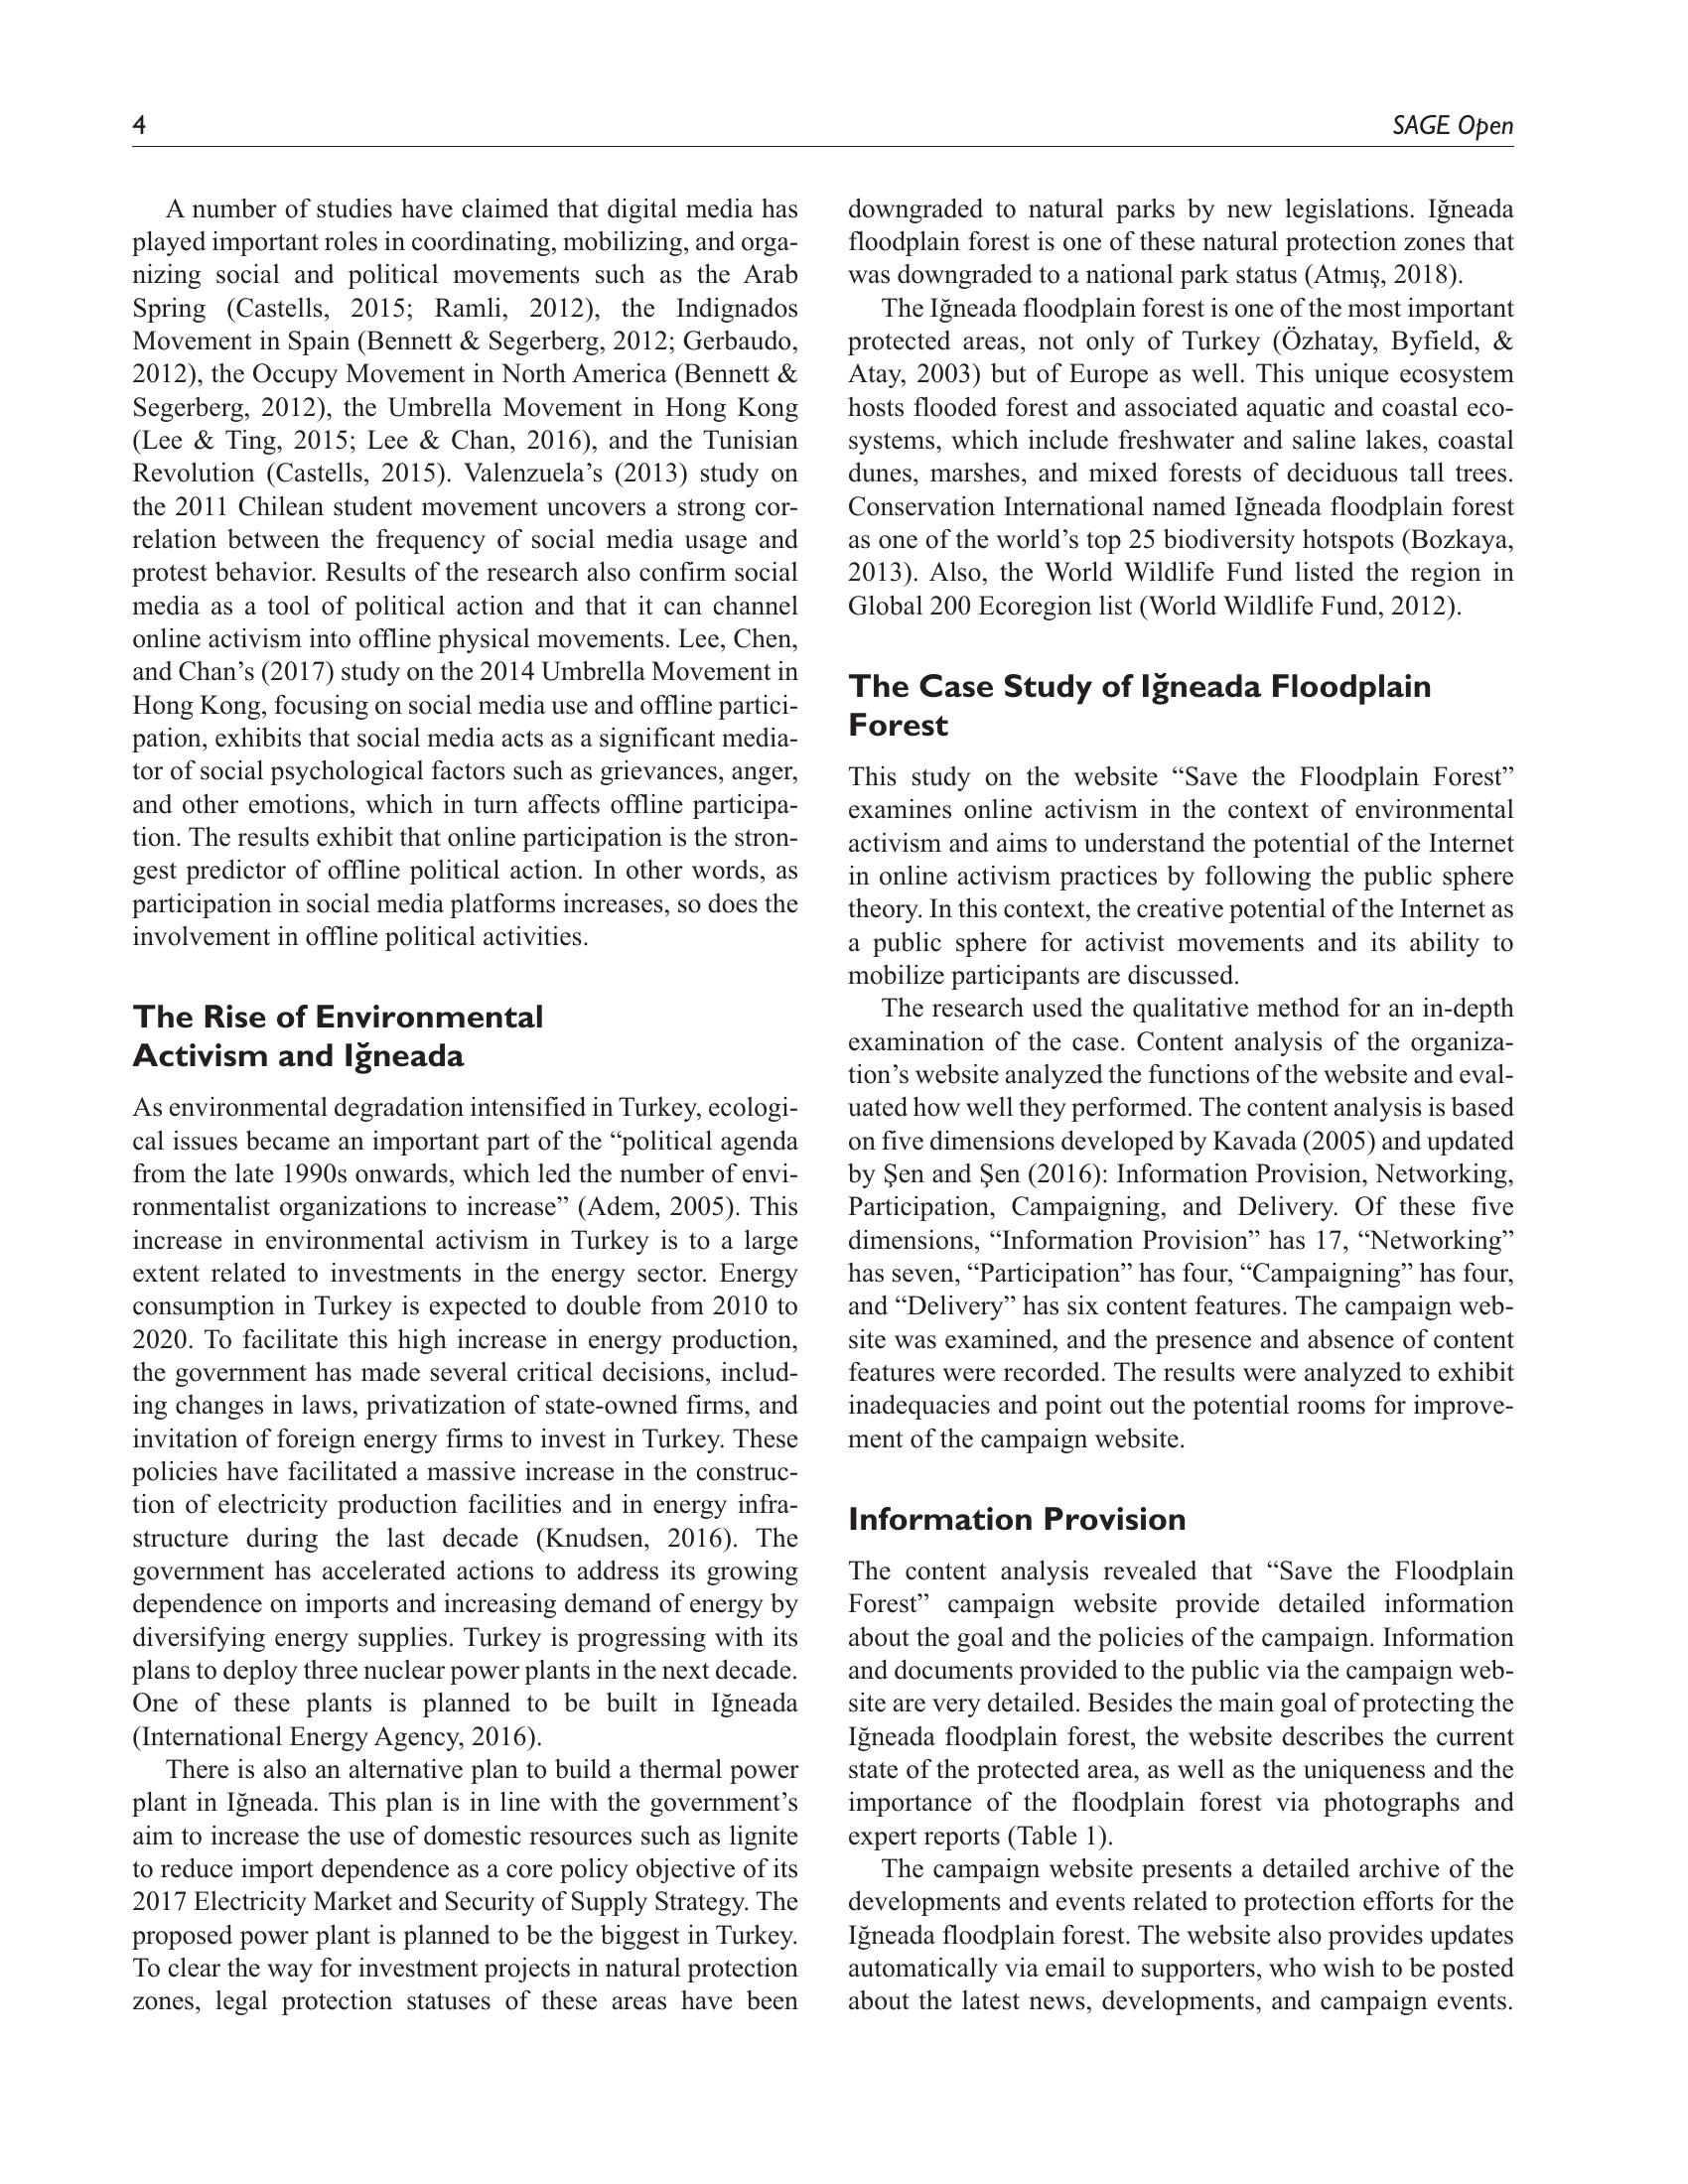 4
SAGE Open
A number of studies have claimed that digital media has
played important roles in coordinating, mobilizing, and orga-
nizing social and political movements such as the Arab
Spring (Castells, 2015; Ramli, 2012), the Indignados
Movement in Spain (Bennett & Segerberg, 2012; Gerbaudo,
2012), the Occupy Movement in North America (Bennett &
Segerberg, 2012), the Umbrella Movement in Hong Kong
(Lee & Ting, 2015; Lee & Chan, 2016), and the Tunisian
Revolution (Castells, 2015). Valenzuela’s (2013) study on
the 2011 Chilean student movement uncovers a strong cor-
relation between the frequency of social media usage and
protest behavior. Results of the research also confirm social
media as a tool of political action and that it can channel
online activism into offline physical movements. Lee, Chen,
and Chan’s (2017) study on the 2014 Umbrella Movement in
Hong Kong, focusing on social media use and offline partici-
pation, exhibits that social media acts as a significant media-
tor of social psychological factors such as grievances, anger,
and other emotions, which in turn affects offline participa-
tion. The results exhibit that online participation is the stron-
gest predictor of offline political action. In other words, as
participation in social media platforms increases, so does the
involvement in offline political activities.
The Rise of Environmental
Activism and Iğneada
As environmental degradation intensified in Turkey, ecologi-
cal issues became an important part of the “political agenda
from the late 1990s onwards, which led the number of envi-
ronmentalist organizations to increase” (Adem, 2005). This
increase in environmental activism in Turkey is to a large
extent related to investments in the energy sector. Energy
consumption in Turkey is expected to double from 2010 to
2020. To facilitate this high increase in energy production,
the government has made several critical decisions, includ-
ing changes in laws, privatization of state-owned firms, and
invitation of foreign energy firms to invest in Turkey. These
policies have facilitated a massive increase in the construc-
tion of electricity production facilities and in energy infra-
structure during the last decade (Knudsen, 2016). The
government has accelerated actions to address its growing
dependence on imports and increasing demand of energy by
diversifying energy supplies. Turkey is progressing with its
plans to deploy three nuclear power plants in the next decade.
One of these plants is planned to be built in Iğneada
(International Energy Agency, 2016).
There is also an alternative plan to build a thermal power
plant in Iğneada. This plan is in line with the government’s
aim to increase the use of domestic resources such as lignite
to reduce import dependence as a core policy objective of its
2017 Electricity Market and Security of Supply Strategy. The
proposed power plant is planned to be the biggest in Turkey.
To clear the way for investment projects in natural protection
zones, legal protection statuses of these areas have been
downgraded to natural parks by new legislations. Iğneada
floodplain forest is one of these natural protection zones that
was downgraded to a national park status (Atmış, 2018).
The Iğneada floodplain forest is one of the most important
protected areas, not only of Turkey (Özhatay, Byfield, &
Atay, 2003) but of Europe as well. This unique ecosystem
hosts flooded forest and associated aquatic and coastal eco-
systems, which include freshwater and saline lakes, coastal
dunes, marshes, and mixed forests of deciduous tall trees.
Conservation International named Iğneada floodplain forest
as one of the world’s top 25 biodiversity hotspots (Bozkaya,
2013). Also, the World Wildlife Fund listed the region in
Global 200 Ecoregion list (World Wildlife Fund, 2012).
The Case Study of Iğneada Floodplain
Forest
This study on the website “Save the Floodplain Forest”
examines online activism in the context of environmental
activism and aims to understand the potential of the Internet
in online activism practices by following the public sphere
theory. In this context, the creative potential of the Internet as
a public sphere for activist movements and its ability to
mobilize participants are discussed.
The research used the qualitative method for an in-depth
examination of the case. Content analysis of the organiza-
tion’s website analyzed the functions of the website and eval-
uated how well they performed. The content analysis is based
on five dimensions developed by Kavada (2005) and updated
by Şen and Şen (2016): Information Provision, Networking,
Participation, Campaigning, and Delivery. Of these five
dimensions, “Information Provision” has 17, “Networking”
has seven, “Participation” has four, “Campaigning” has four,
and “Delivery” has six content features. The campaign web-
site was examined, and the presence and absence of content
features were recorded. The results were analyzed to exhibit
inadequacies and point out the potential rooms for improve-
ment of the campaign website.
Information Provision
The content analysis revealed that “Save the Floodplain
Forest” campaign website provide detailed information
about the goal and the policies of the campaign. Information
and documents provided to the public via the campaign web-
site are very detailed. Besides the main goal of protecting the
Iğneada floodplain forest, the website describes the current
state of the protected area, as well as the uniqueness and the
importance of the floodplain forest via photographs and
expert reports (Table 1).
The campaign website presents a detailed archive of the
developments and events related to protection efforts for the
Iğneada floodplain forest. The website also provides updates
automatically via email to supporters, who wish to be posted
about the latest news, developments, and campaign events.